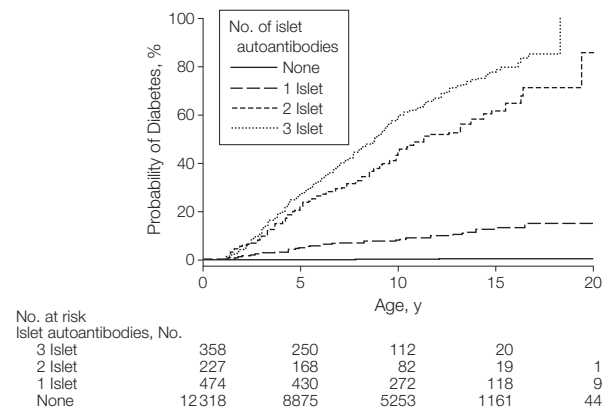 No. of islet
autoantibodies
None
1 Islet
2 Islet
3 Islet
Probability of Diabetes, %
100
80
60
40
20
0
0 5 10 15 20
Age, y
No. at risk
Islet autoantibodies, No.
3 Islet 358 250 112 20
2 Islet 227 168 82 19 1
1 Islet 474 430 272 118 9
None 12 318 8875 5253 1161 44